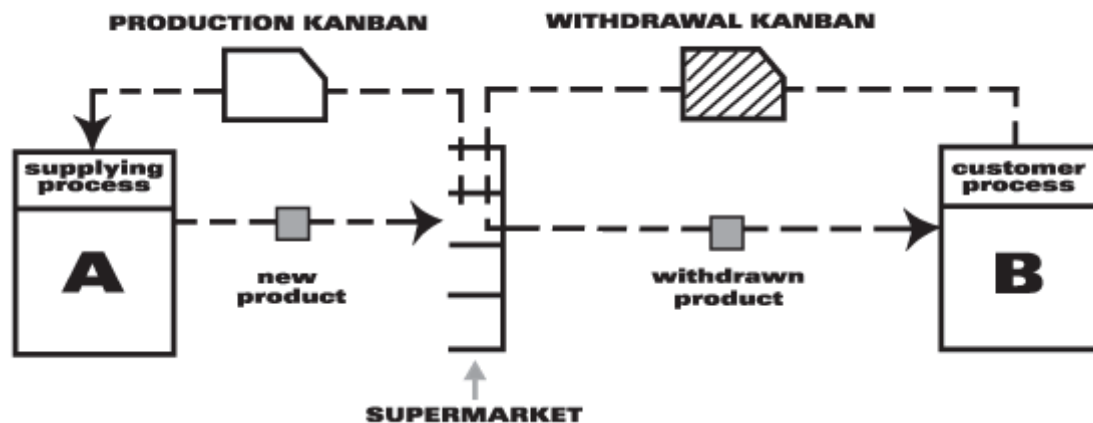 PRODUCTION KANBAN
WITHDRAWAL KANBAN
supplying
process
A
new
product
withdrawn
product
customer
process
B
SUPERMARKET